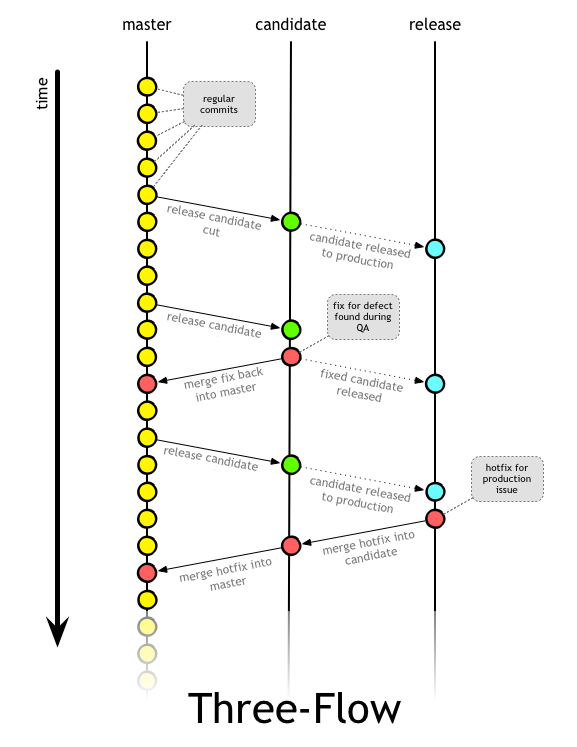 master
candidate
release
time
regular
commits
release candidate
cut
candidate released
to production
release candidate
fix for defect
found during
QA
merge fix back
into master
fixed candidate
released
release candidate
candidate released
to production
hotfix for
production
issue
merge hotfix into
candidate
merge hotfix into
master
Three-Flow